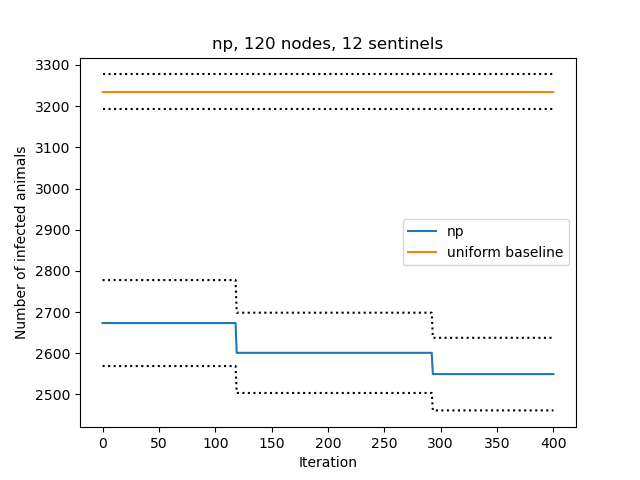 np, 120 nodes, 12 sentinels
3300
3200
3100
3000
2900
2800
2700
2600
2500
Number of infected animals
np
uniform baseline
0 50 100 150 200 250 300 350 400
Iteration